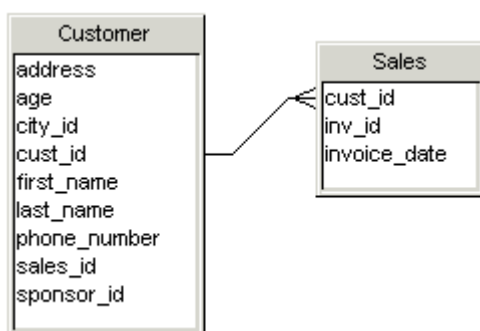 Customer
address
age
city_id
cust_id
first_name
last_name
phone_number
sales_id
sponsor_id
Sales
cust_id
inv_id
invoice_date